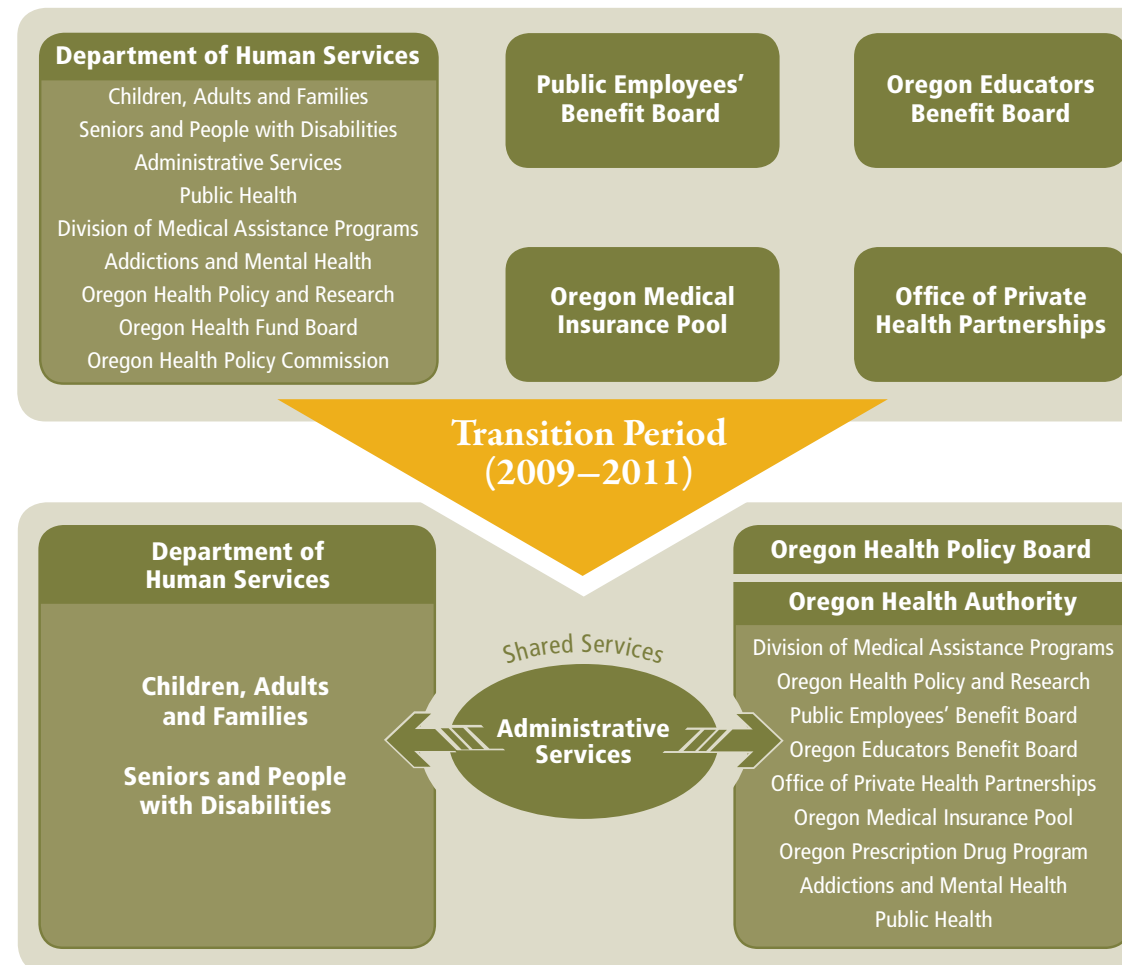 Department of Human Services
Children, Adults and Families
Seniors and People with Disabilities
Administrative Services
Public Health
Division of Medical Assistance Programs
Addictions and Mental Health
Oregon Health Policy and Research
Oregon Health Fund Board
Oregon Health Policy Commission
Public Employees’
Benefit Board
Oregon Educators
Benefit Board
Oregon Medical
Insurance Pool
Office of Private
Health Partnerships
Transition Period
(2009–2011)
Department of
Human Services
Children, Adults
and Families
Seniors and People
with Disabilities
Shared Services
Administrative
Services
Oregon Health Policy Board
Oregon Health Authority
Division of Medical Assistance Programs
Oregon Health Policy and Research
Public Employees’ Benefit Board
Oregon Educators Benefit Board
Office of Private Health Partnerships
Oregon Medical Insurance Pool
Oregon Prescription Drug Program
Addictions and Mental Health
Public Health